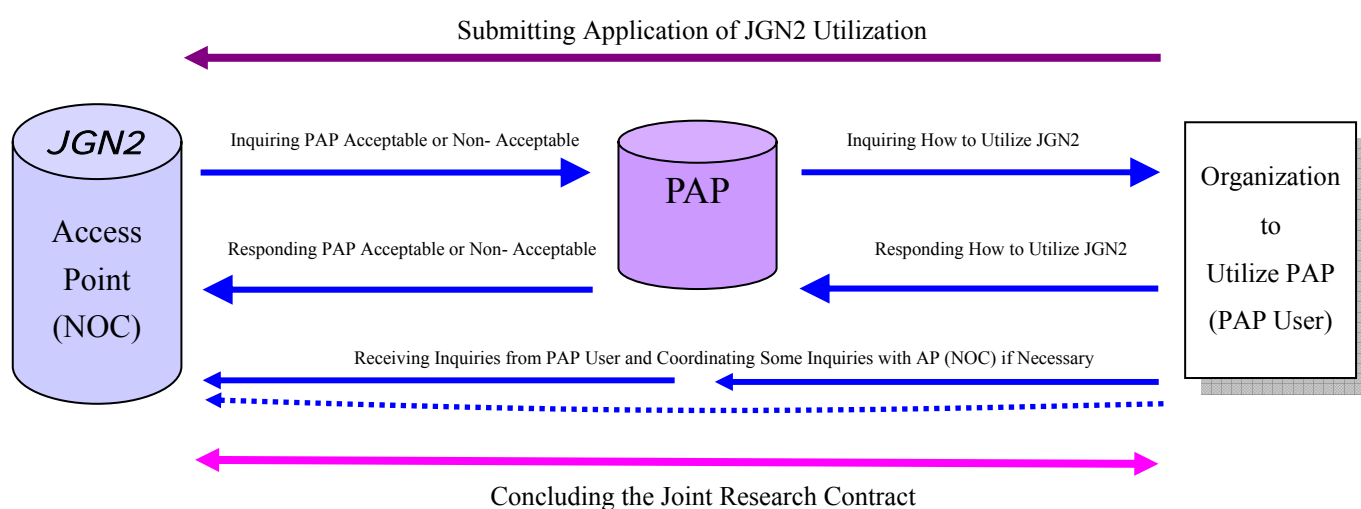 Submitting Application of JGN2 Utilization
JGN2
Access
Point
(NOC)
Inquiring PAP Acceptable or Non- Acceptable
Responding PAP Acceptable or Non- Acceptable
PAP
Inquiring How to Utilize JGN2
Responding How to Utilize JGN2
Organization
to
Utilize PAP
(PAP User)
Receiving Inquiries from PAP User and Coordinating Some Inquiries with AP (NOC) if Necessary
Concluding the Joint Research Contract